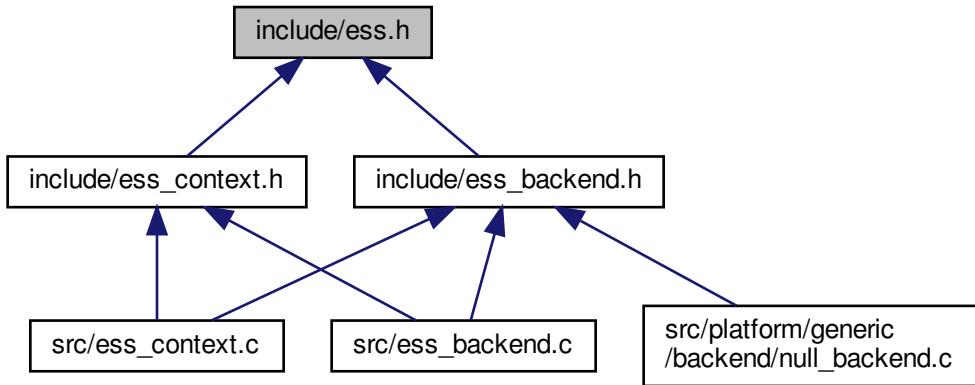 include/ess.h
include/ess_context.h
include/ess_backend.h
src/ess_context.c
src/ess_backend.c
src/platform/generic
/backend/null_backend.c